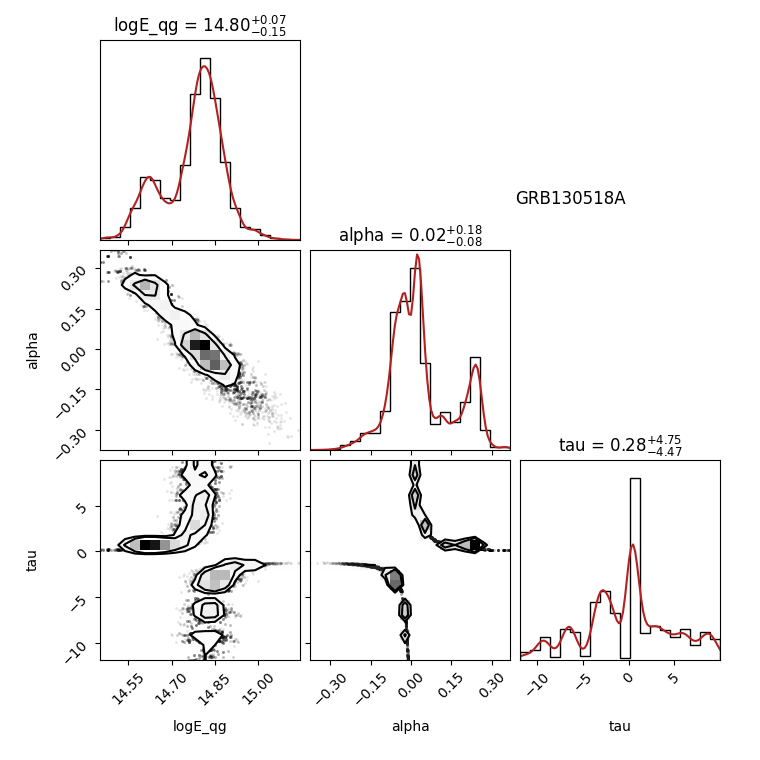 logE_qg = 14.80+0.07−0.15
GRB130518A
alpha = 0.02+0.18−0.08
0.30
0.15
0.00
−0.15
−0.30
alpha
tau = 0.28+4.75−4.47
5
0
−5
−10
tau
14.55 14.70 14.85 15.00
−0.30 −0.15 0.00 0.15 0.30
−10 −5 0 5
logE_qg alpha tau